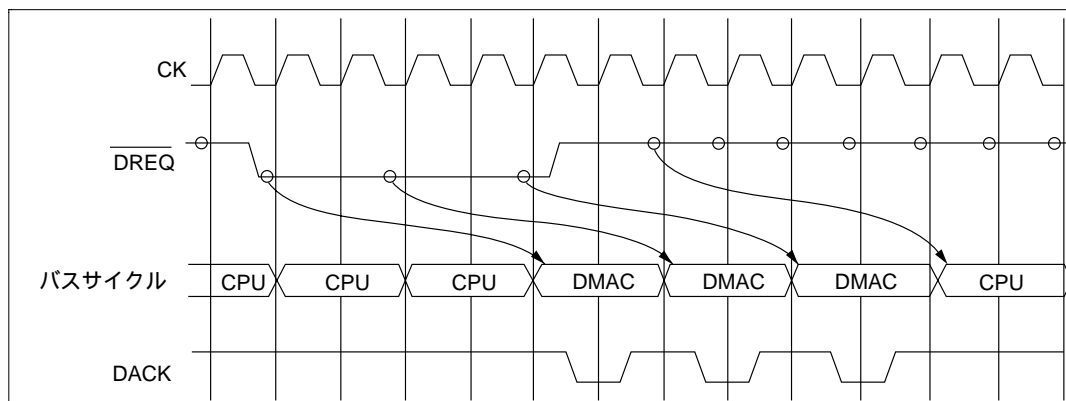 CK
DREQ
バスサイクル CPU CPU CPU DMAC DMAC DMAC CPU
DACK